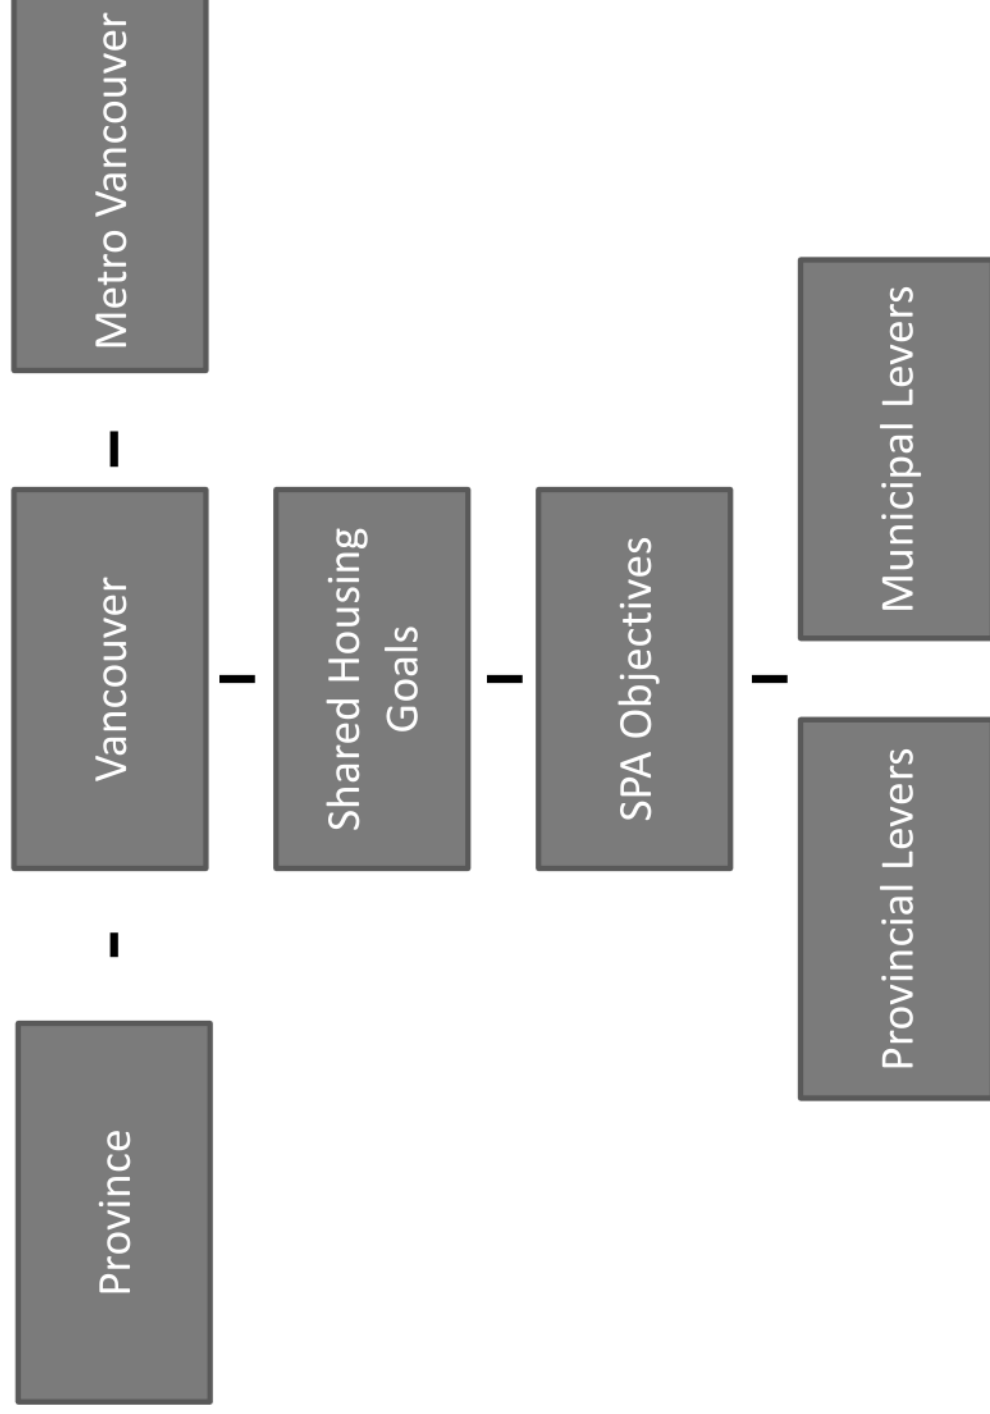 Province
Vancouver
Metro Vancouver
Shared Housing
Goals
SPA Objectives
Provincial Levers
Municipal Levers